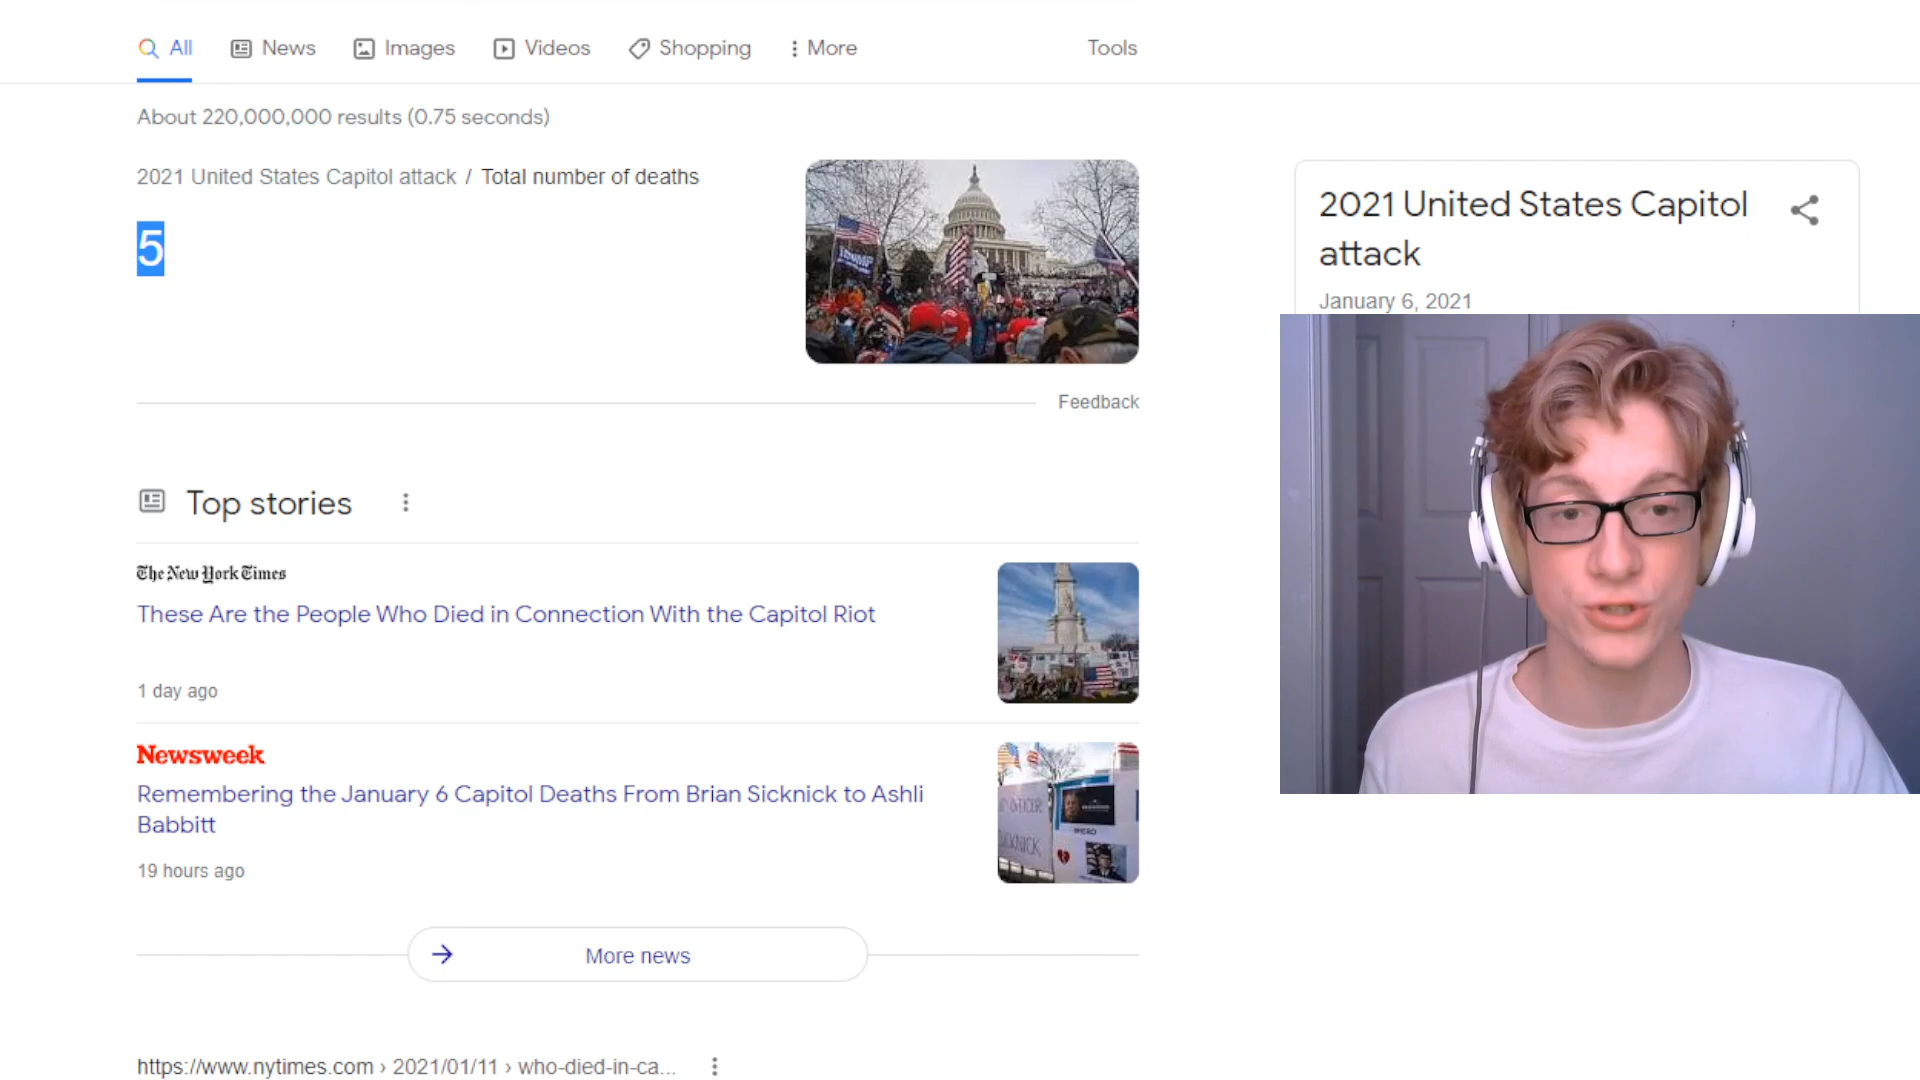 All
News
Images
Videos
Shopping
More
Tools
About 220,000,000 results (0.75 seconds)
2021 United States Capitol attack / Total number of deaths
5
TRUMP
Feedback
2021 United States Capitol
attack
January 6, 2021
Top stories
The New York Times
These Are the People Who Died in Connection With the Capitol Riot
1 day ago
Newsweek
Remembering the January 6 Capitol Deaths From Brian Sicknick to Ashli
Babbitt
19 hours ago
More news
https://www.nytimes.com › 2021/01/11 › who-died-in-ca...